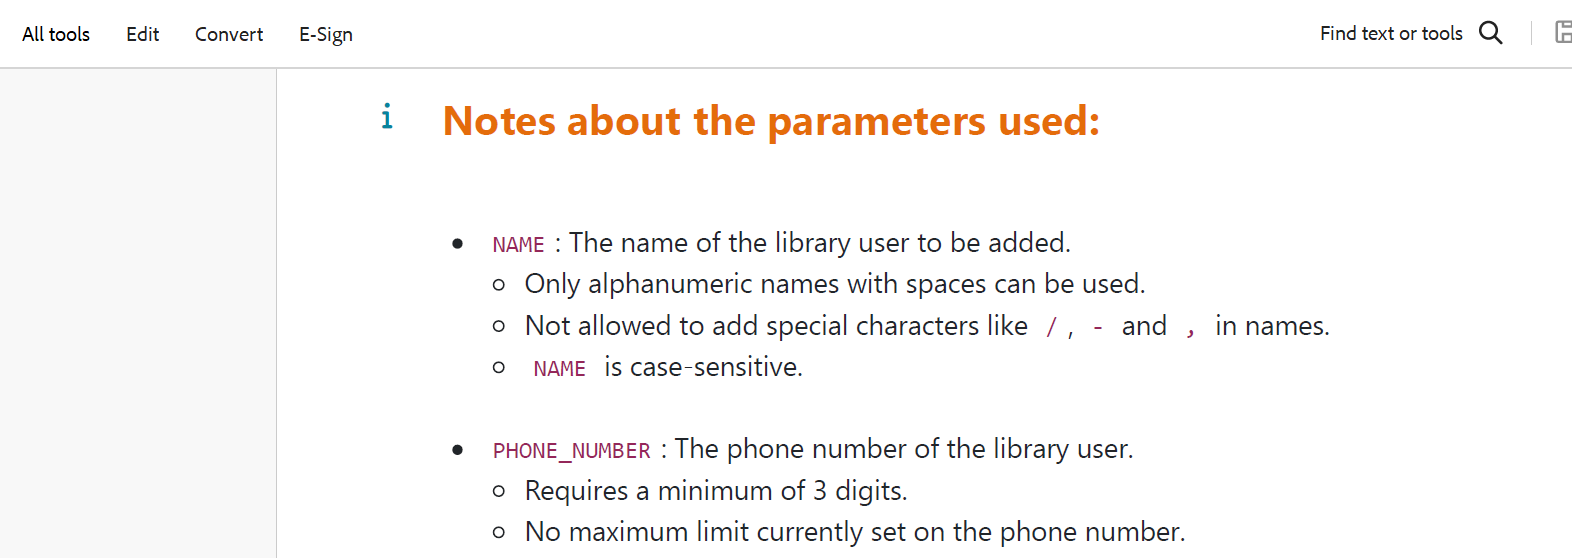 All tools Edit Convert E-Sign Find text or tools
i Notes about the parameters used:
• NAME : The name of the library user to be added.
○ Only alphanumeric names with spaces can be used.
○ Not allowed to add special characters like / , - and , in names.
○ NAME is case-sensitive.
• PHONE_NUMBER : The phone number of the library user.
○ Requires a minimum of 3 digits.
○ No maximum limit currently set on the phone number.